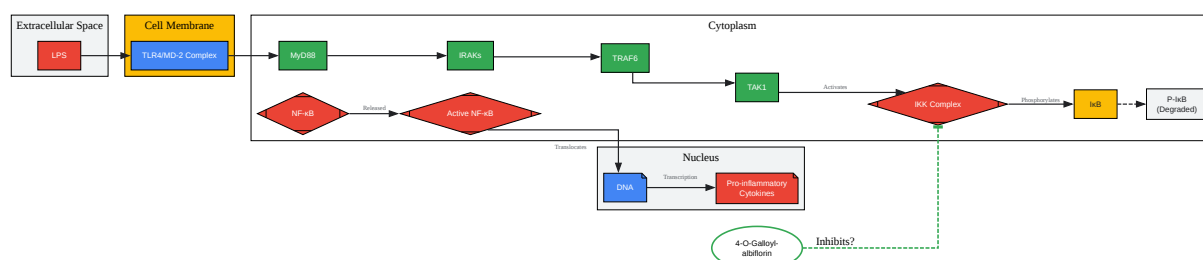 Extracellular Space
Cell Membrane
Cytoplasm
LPS
TLR4/MD-2 Complex
MyD88
IRAKs
TRAF6
TAK1
Activates
IKK Complex
Phosphorylates
IκB
P-IκB
(Degraded)
NF-κB
Released
Active NF-κB
Translocates
Nucleus
DNA
Transcription
Pro-inflammatory
Cytokines
4-O-Galloyl-
albiflorin
Inhibits?